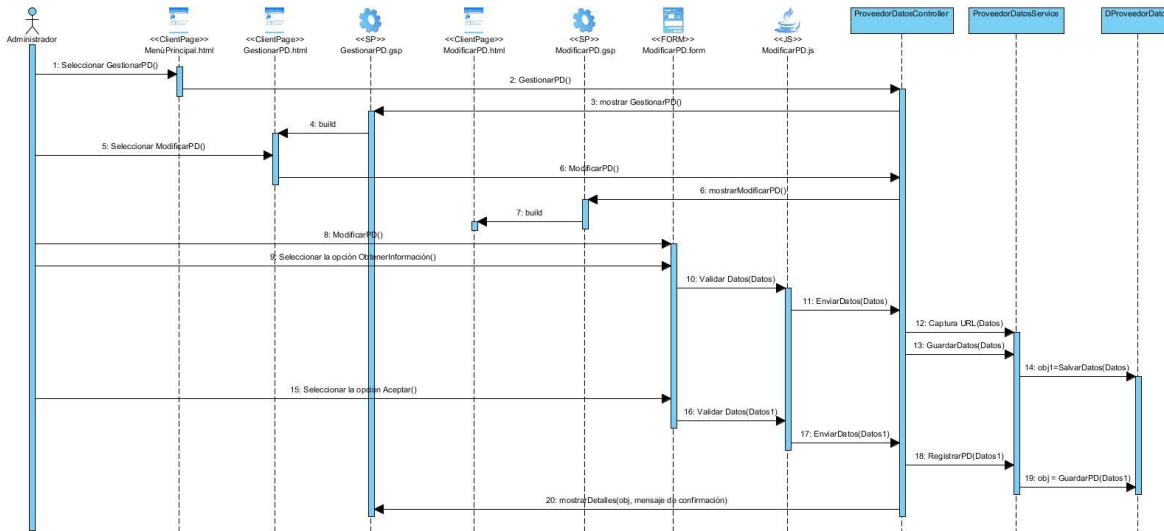 Administrador
<<ClientPage>>
MenúPrincipal.html
<<ClientPage>>
GestionarPD.html
<<SP>>
GestionarPD.gsp
<<ClientPage>>
ModificarPD.html
<<SP>>
ModificarPD.gsp
<<FORM>>
ModificarPD.form
<<JS>>
ModificarPD.js
ProveedorDatosController
ProveedorDatosServico
DProveedorDato
1: Seleccionar GestionarPD()
2: GestionarPD()
3: mostrar GestionarPD()
4: build
5: Seleccionar ModificarPD()
6: ModificarPD()
6: mostrarModificarPD()
7: build
8: ModificarPD()
9: Seleccionar la opción ObtenerInformación()
10: Validar Datos(Datos)
11: EnviarDatos(Datos)
12: Captura URL(Datos)
13: GuardarDatos(Datos)
14: obj1=SalvarDatos(Datos)
15: Seleccionar la opción Aceptar()
16: Validar Datos(Datos1)
17: EnviarDatos(Datos1)
18: RegistrarPD(Datos1)
19: obj = GuardarPD(Datos1)
20: mostrarDetalles(obj, mensaje de confirmación)